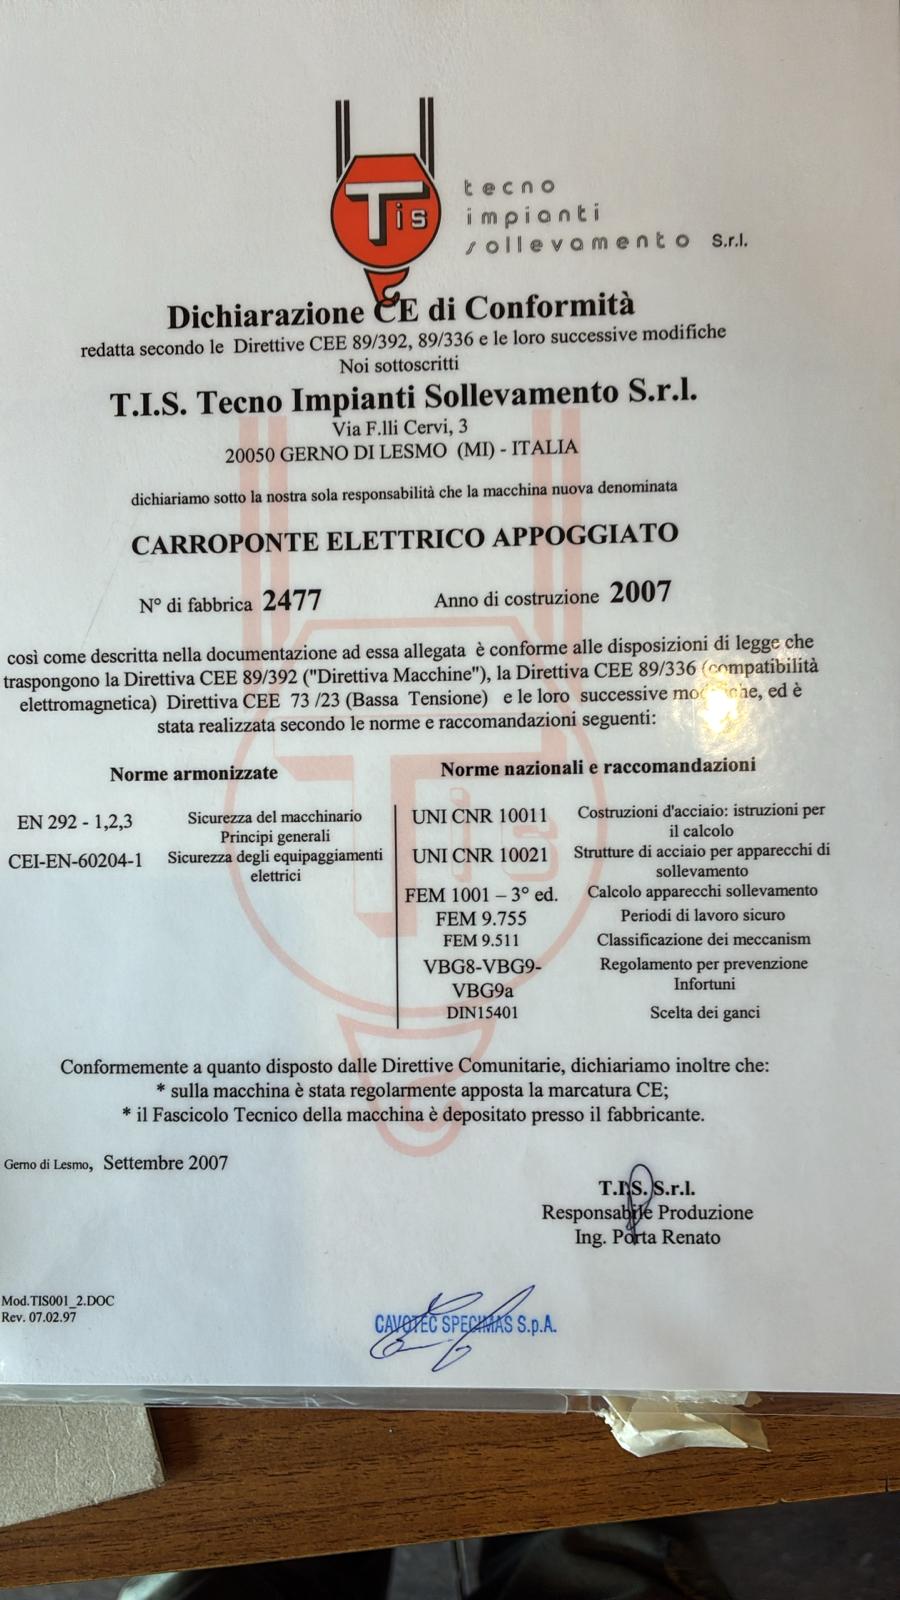 Tis
tecno
impianti
sollevamento S.r.l.
Dichiarazione CE di Conformità
redatta secondo le Direttive CEE 89/392, 89/336 e le loro successive modifiche
Noi sottoscritti
T.I.S. Tecno Impianti Sollevamento S.r.l.
Via F.lli Cervi, 3
20050 GERNO DI LESMO (MI) - ITALIA
dichiariamo sotto la nostra sola responsabilità che la macchina nuova denominata
CARROPONTE ELETTRICO APPOGGIATO
N° di fabbrica 2477 Anno di costruzione 2007
così come descritta nella documentazione ad essa allegata è conforme alle disposizioni di legge che
traspongono la Direttiva CEE 89/392 ("Direttiva Macchine"), la Direttiva CEE 89/336 (compatibilità
elettromagnetica) Direttiva CEE 73 /23 (Bassa Tensione) e le loro successive modifiche, ed è
stata realizzata secondo le norme e raccomandazioni seguenti:
Norme armonizzate
EN 292 - 1,2,3 Sicurezza del macchinario
Principi generali
CEI-EN-60204-1 Sicurezza degli equipaggiamenti
elettrici
Norme nazionali e raccomandazioni
UNI CNR 10011 Costruzioni d'acciaio: istruzioni per
il calcolo
UNI CNR 10021 Strutture di acciaio per apparecchi di
sollevamento
FEM 1001 – 3° ed. Calcolo apparecchi sollevamento
FEM 9.755 Periodi di lavoro sicuro
FEM 9.511 Classificazione dei meccanism
VBG8-VBG9- Regolamento per prevenzione
VBG9a Infortuni
DIN15401 Scelta dei ganci
Conformemente a quanto disposto dalle Direttive Comunitarie, dichiariamo inoltre che:
* sulla macchina è stata regolarmente apposta la marcatura CE;
* il Fascicolo Tecnico della macchina è depositato presso il fabbricante.
Gerno di Lesmo, Settembre 2007
T.I.S. S.r.l.
Responsabile Produzione
Ing. Porta Renato
Mod.TIS001_2.DOC
Rev. 07.02.97
CAVOTEC SPECIMAS S.p.A.